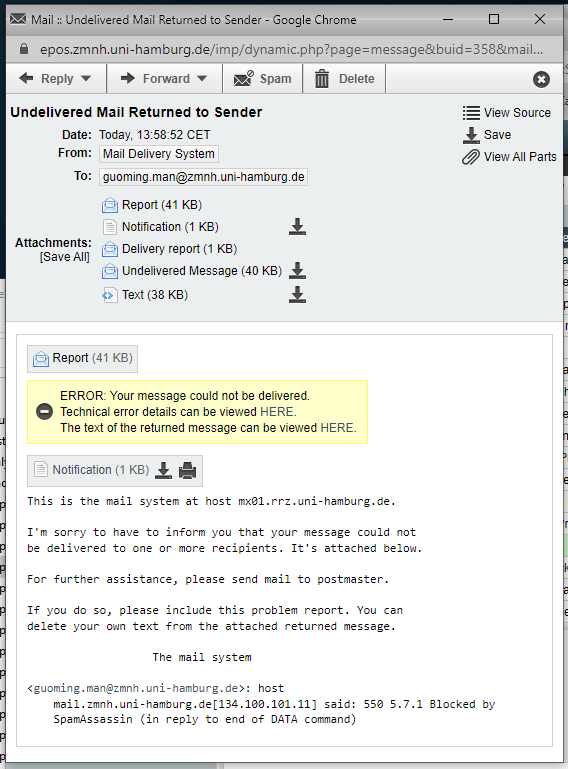 Mail :: Undelivered Mail Returned to Sender - Google Chrome
epos.zmnh.uni-hamburg.de/imp/dynamic.php?page=message&buid=358&mail...
Reply Forward Spam Delete
Undelivered Mail Returned to Sender
View Source
Date: Today, 13:58:52 CET
Save
From: Mail Delivery System
View All Parts
To: guoming.man@zmnh.uni-hamburg.de
Attachments:
[Save All]
Report (41 KB)
Notification (1 KB)
Delivery report (1 KB)
Undelivered Message (40 KB)
Text (38 KB)
Report (41 KB)
ERROR: Your message could not be delivered.
Technical error details can be viewed HERE.
The text of the returned message can be viewed HERE.
Notification (1 KB)
This is the mail system at host mx01.rrz.uni-hamburg.de.
I'm sorry to have to inform you that your message could not
be delivered to one or more recipients. It's attached below.
For further assistance, please send mail to postmaster.
If you do so, please include this problem report. You can
delete your own text from the attached returned message.
The mail system
<guoming.man@zmnh.uni-hamburg.de>: host
mail.zmnh.uni-hamburg.de[134.100.101.11] said: 550 5.7.1 Blocked by
SpamAssassin (in reply to end of DATA command)